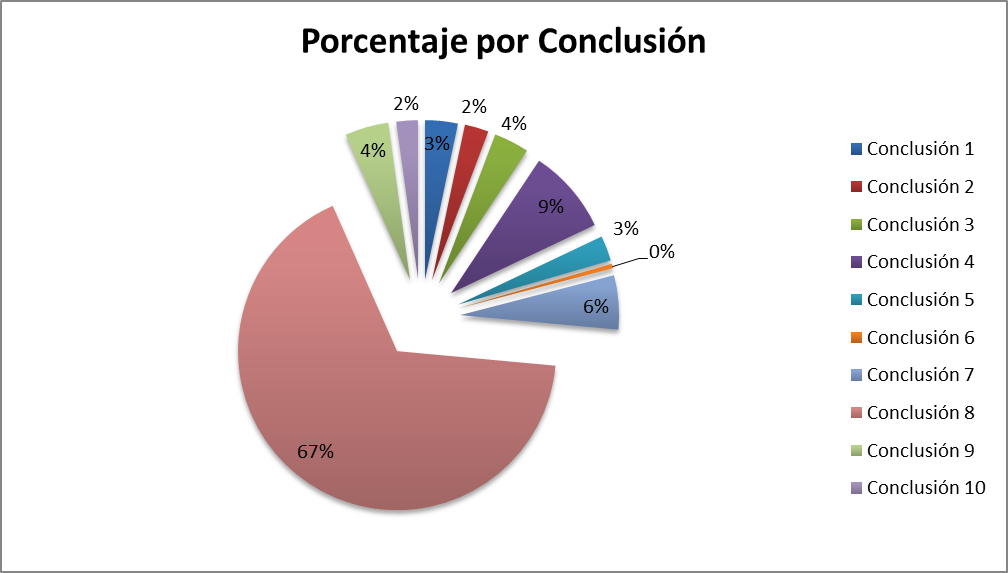 Porcentaje por Conclusión
2%
3%
2%
4%
4%
9%
3%
0%
6%
67%
Conclusión 1
Conclusión 2
Conclusión 3
Conclusión 4
Conclusión 5
Conclusión 6
Conclusión 7
Conclusión 8
Conclusión 9
Conclusión 10